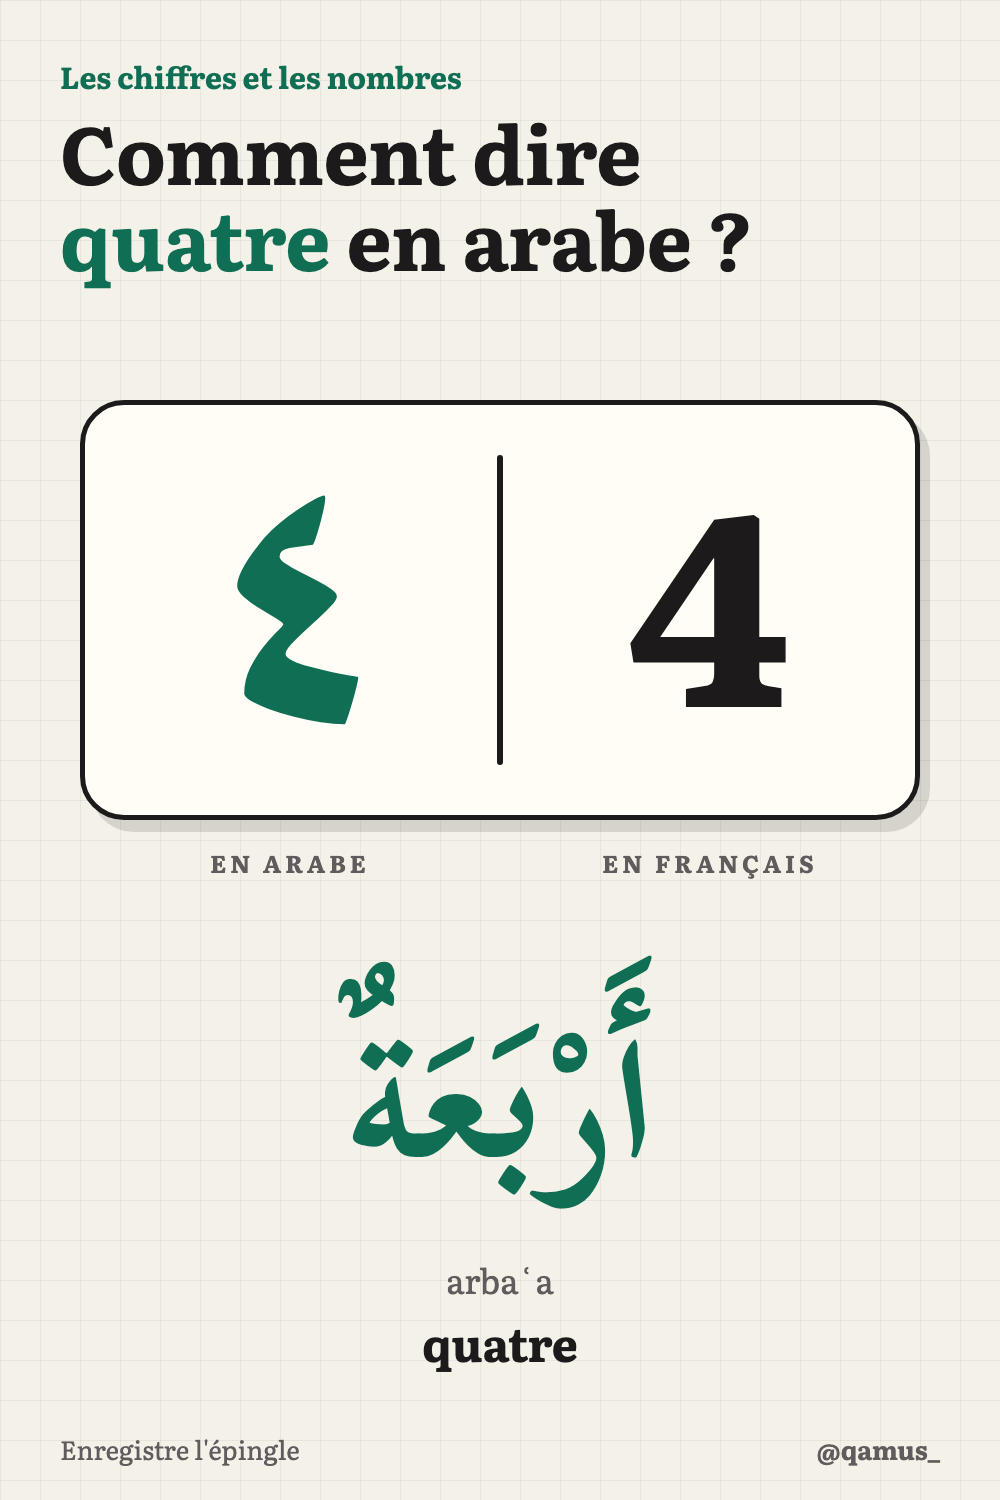 Les chiffres et les nombres
Comment dire
quatre en arabe ?
٤ 4
EN ARABE EN FRANÇAIS
أَرْبَعَةٌ
arbaʿa
quatre
Enregistre l'épingle @qamus_